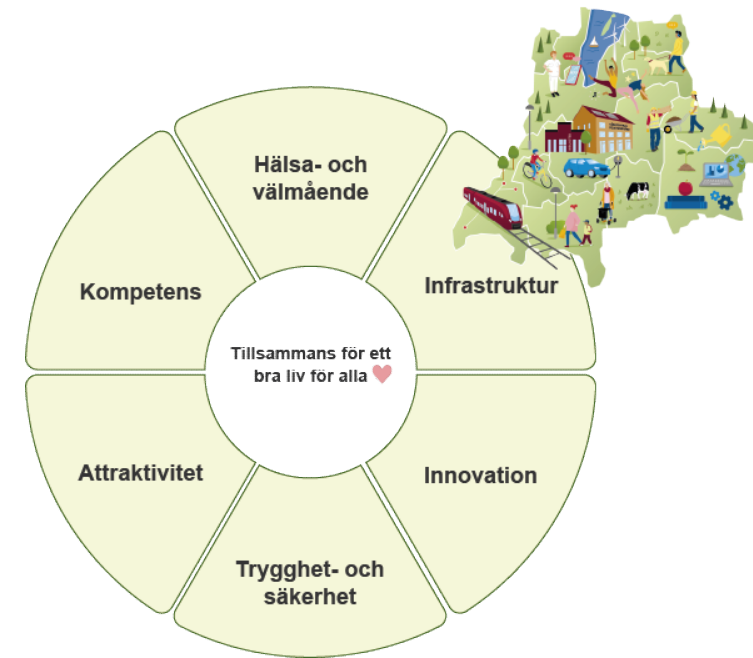 Hälsa- och
välmående
Kompetens
Infrastruktur
Tillsammans för ett
bra liv för alla
Attraktivitet
Innovation
Trygghet- och
säkerhet